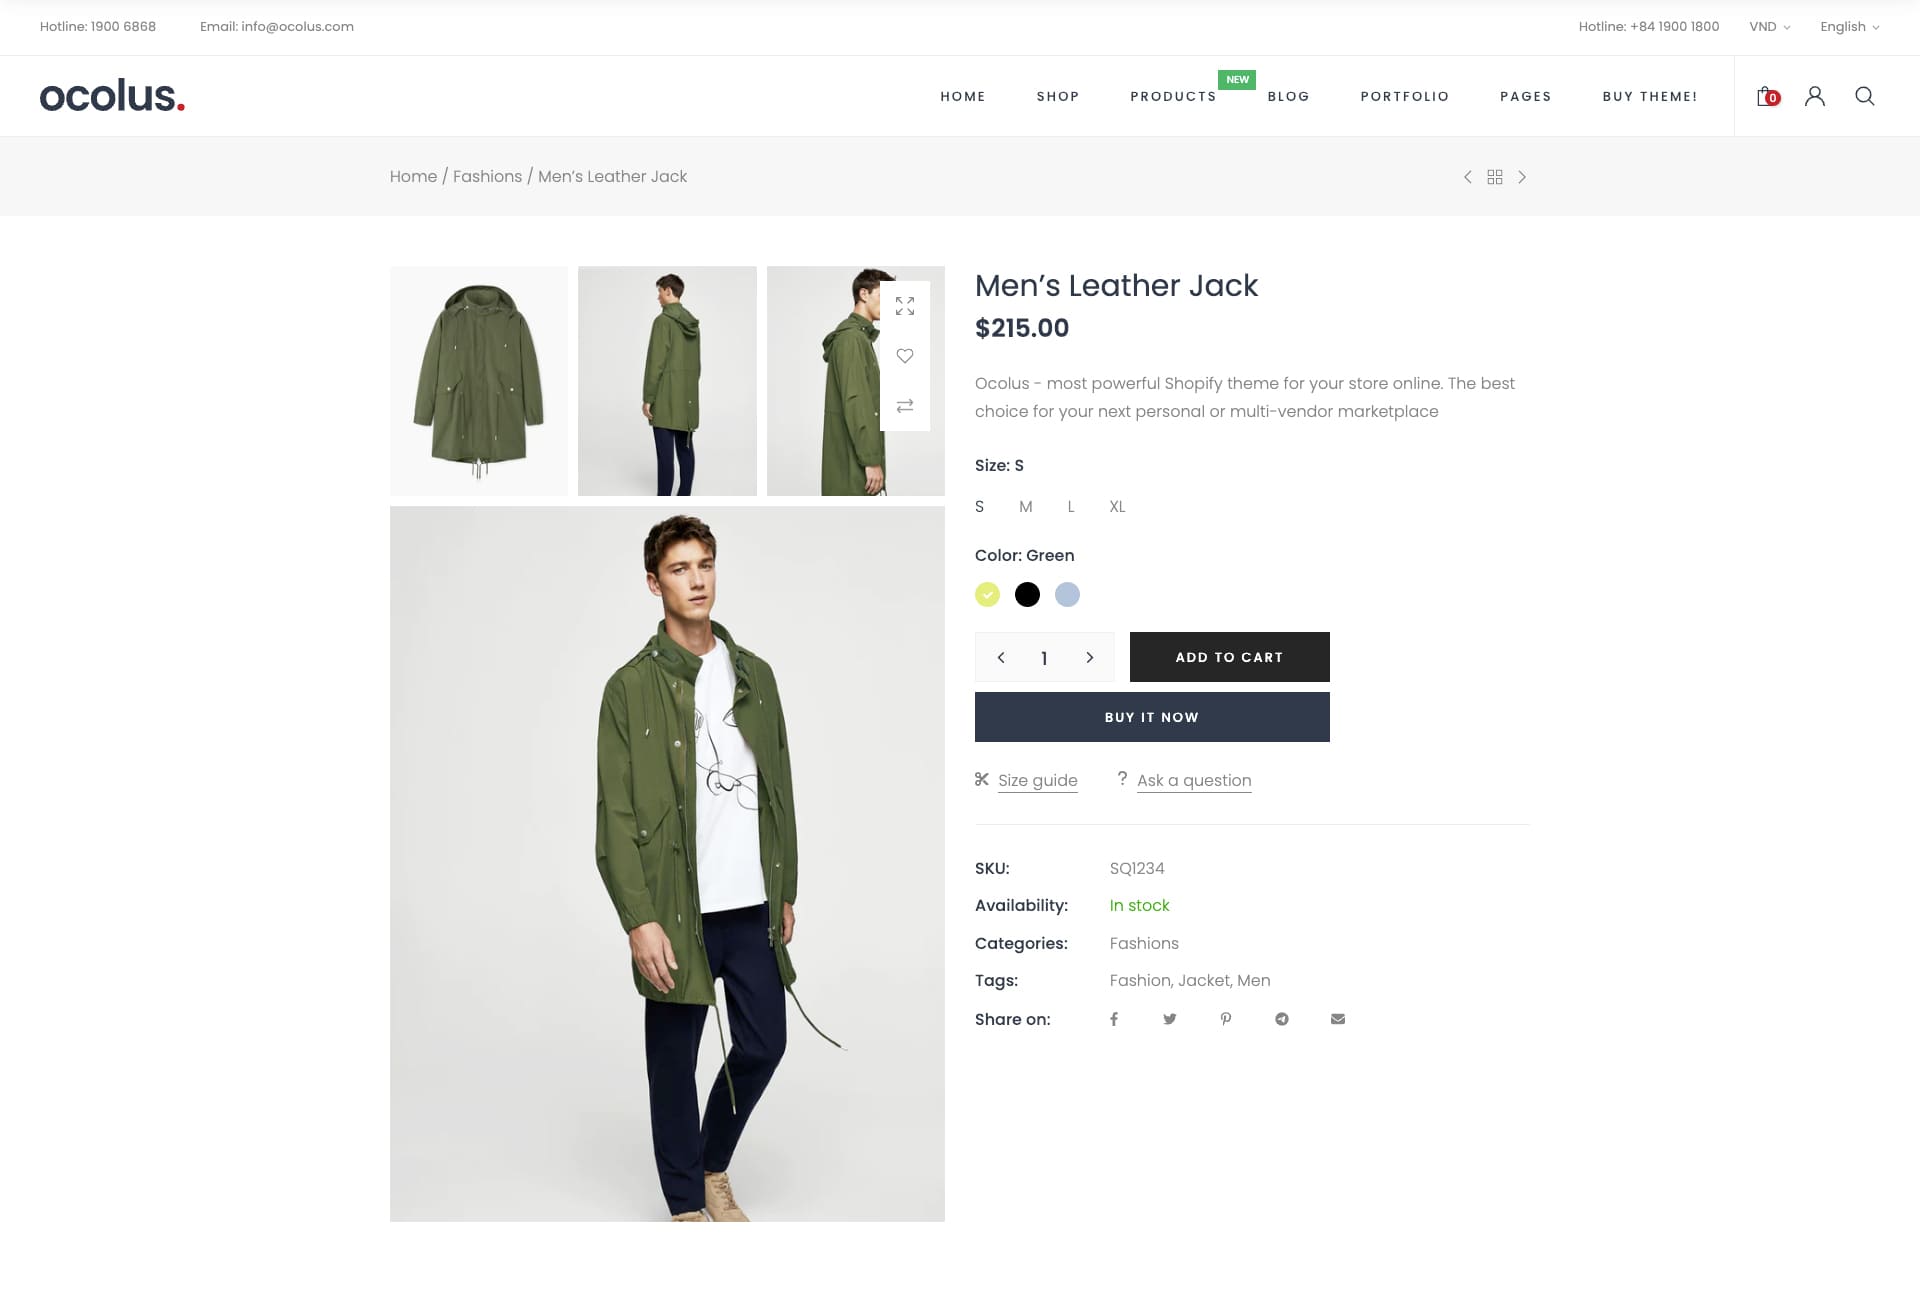 Hotline: 1900 6868
Email: info@ocolus.com
Hotline: +84 1900 1800
VND
English
ocolus.
HOME
SHOP
PRODUCTS
NEW
BLOG
PORTFOLIO
PAGES
BUY THEME!
0
Home / Fashions / Men’s Leather Jack
Men’s Leather Jack
$215.00
Ocolus - most powerful Shopify theme for your store online. The best
choice for your next personal or multi-vendor marketplace
Size: S
S M L XL
Color: Green
1
ADD TO CART
BUY IT NOW
Size guide
? Ask a question
SKU: SQ1234
Availability: In stock
Categories: Fashions
Tags: Fashion, Jacket, Men
Share on: